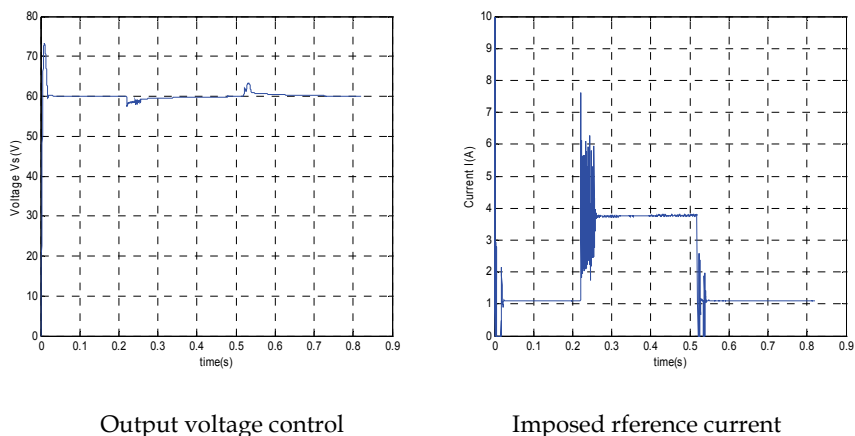 80
70
60
50
40
30
20
10
0
Voltage Vs(V)
0 0.1 0.2 0.3 0.4 0.5 0.6 0.7 0.8 0.9
time(s)
Output voltage control
10
9
8
7
6
5
4
3
2
1
0
Current I(A)
0 0.1 0.2 0.3 0.4 0.5 0.6 0.7 0.8 0.9
time(s)
Imposed rference current